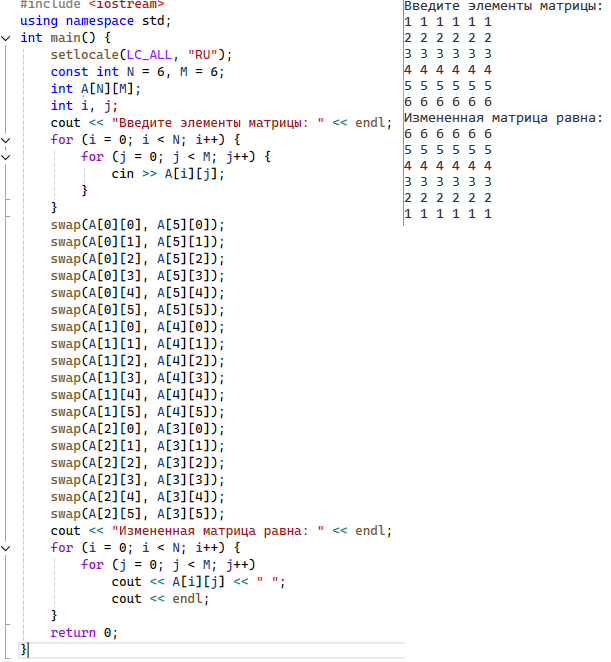 #include <iostream>
using namespace std;
int main() {
setlocale(LC_ALL, "RU");
const int N = 6, M = 6;
int A[N][M];
int i, j;
cout << "Введите элементы матрицы: " << endl;
for (i = 0; i < N; i++) {
for (j = 0; j < M; j++) {
cin >> A[i][j];
}
}
swap(A[0][0], A[5][0]);
swap(A[0][1], A[5][1]);
swap(A[0][2], A[5][2]);
swap(A[0][3], A[5][3]);
swap(A[0][4], A[5][4]);
swap(A[0][5], A[5][5]);
swap(A[1][0], A[4][0]);
swap(A[1][1], A[4][1]);
swap(A[1][2], A[4][2]);
swap(A[1][3], A[4][3]);
swap(A[1][4], A[4][4]);
swap(A[1][5], A[4][5]);
swap(A[2][0], A[3][0]);
swap(A[2][1], A[3][1]);
swap(A[2][2], A[3][2]);
swap(A[2][3], A[3][3]);
swap(A[2][4], A[3][4]);
swap(A[2][5], A[3][5]);
cout << "Измененная матрица равна: " << endl;
for (i = 0; i < N; i++) {
for (j = 0; j < M; j++)
cout << A[i][j] << " ";
cout << endl;
}
return 0;
}
Введите элементы матрицы:
1 1 1 1 1 1
2 2 2 2 2 2
3 3 3 3 3 3
4 4 4 4 4 4
5 5 5 5 5 5
6 6 6 6 6 6
Измененная матрица равна:
6 6 6 6 6 6
5 5 5 5 5 5
4 4 4 4 4 4
3 3 3 3 3 3
2 2 2 2 2 2
1 1 1 1 1 1